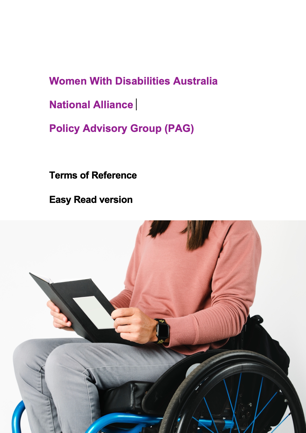 Women With Disabilities Australia
National Alliance
Policy Advisory Group (PAG)
Terms of Reference
Easy Read version